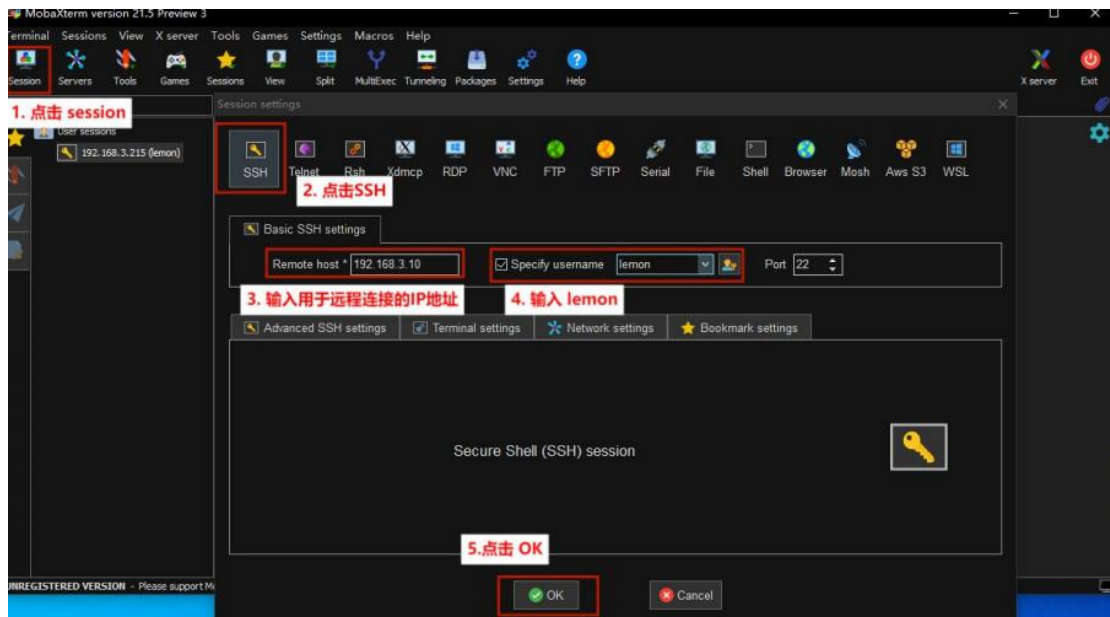 MobaXterm version 21.5 Preview 3
Terminal Sessions View X server Tools Games Settings Macros Help
Session Servers Tools Games Sessions View Split MultiExec Tunneling Packages Settings Help X server Exit
1. 点击 session
Session settings
User sessions
192.168.3.215 (lemon)
SSH Telnet Rsh Xdmcp RDP VNC FTP SFTP Serial File Shell Browser Mosh Aws S3 WSL
2. 点击SSH
Basic SSH settings
Remote host * 192.168.3.10 Specify username lemon Port 22
3. 输入用于远程连接的IP地址 4. 输入 lemon
Advanced SSH settings Terminal settings Network settings Bookmark settings
Secure Shell (SSH) session
5.点击 OK
UNREGISTERED VERSION - Please support M
OK Cancel